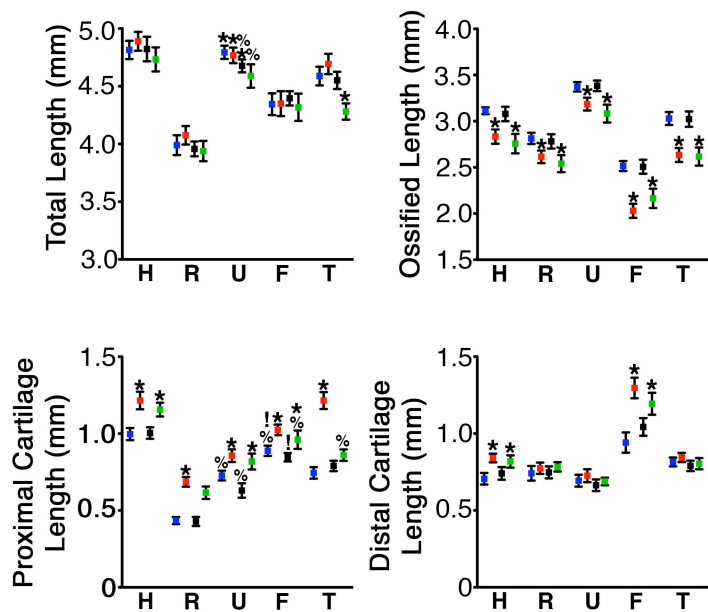 Total Length (mm)
5.0
4.5
4.0
3.5
3.0
* * % * %
*
H R U F T
Ossified Length (mm)
4.0
3.5
3.0
2.5
2.0
1.5
* * * * * * * * * *
H R U F T
Proximal Cartilage
Length (mm)
1.5
1.0
0.5
0
* * * % * % * ! % * ! * % * %
H R U F T
Distal Cartilage
Length (mm)
1.5
1.0
0.5
0
* * * *
H R U F T